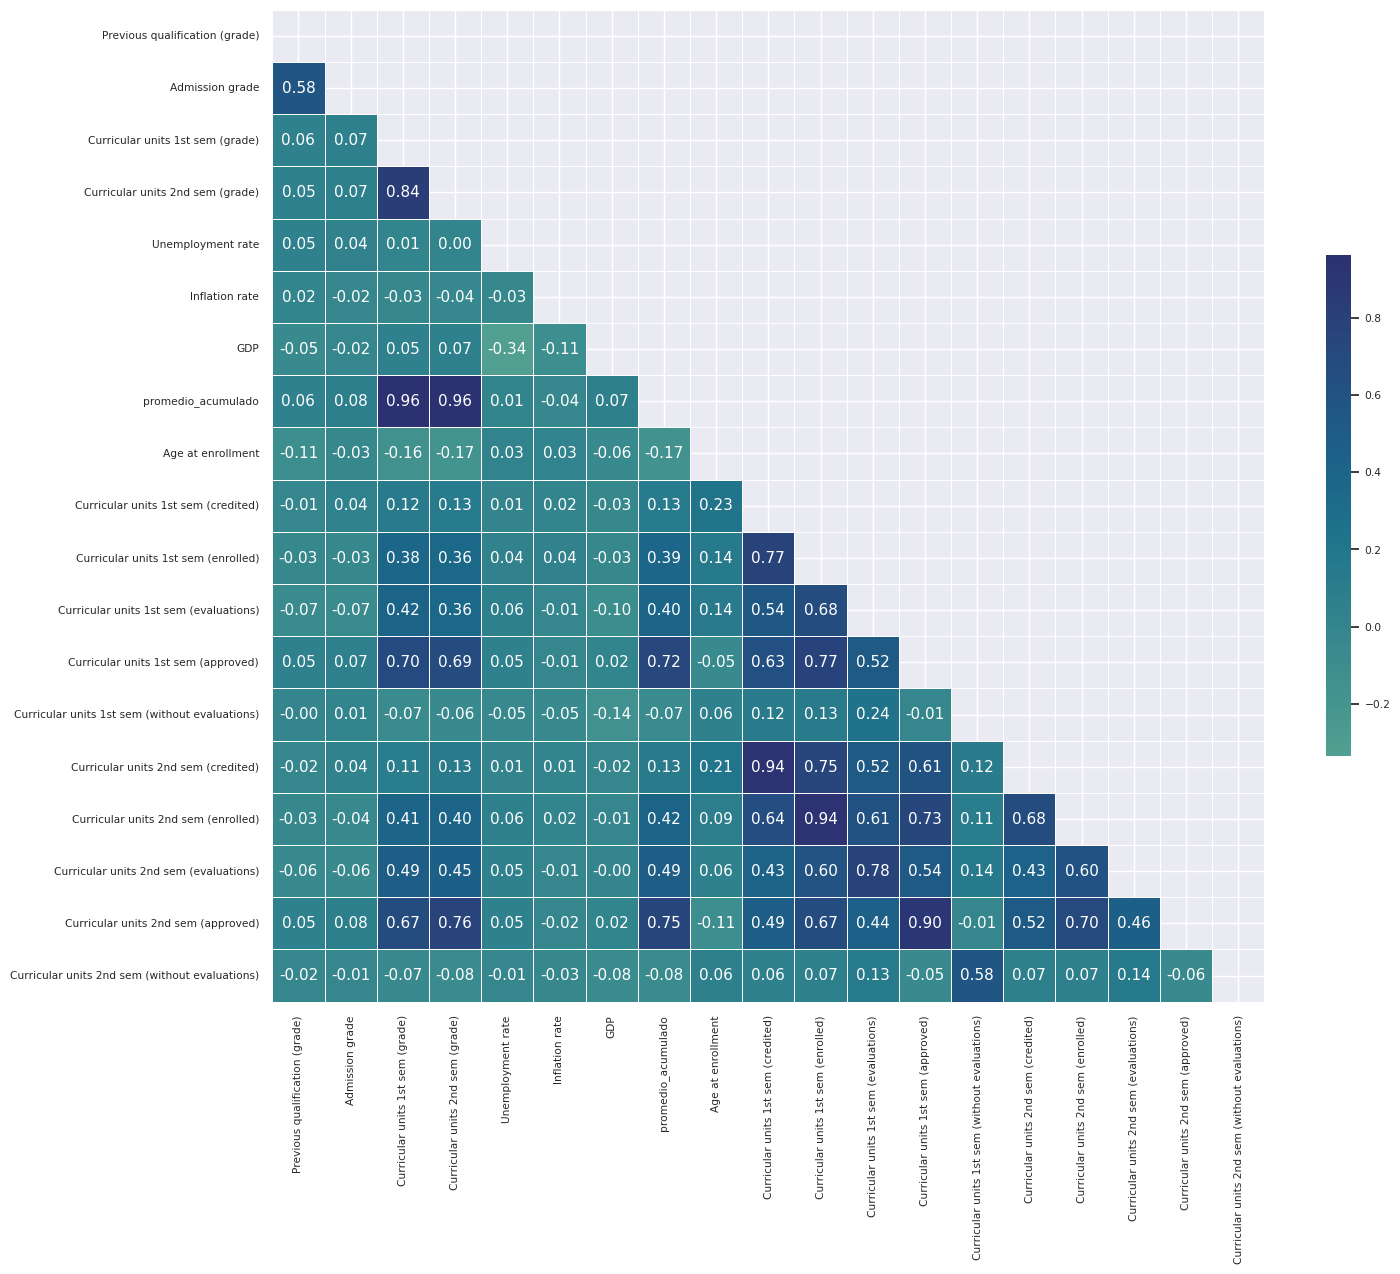 Previous qualification (grade)
Admission grade
0.58
Curricular units 1st sem (grade)
0.06 0.07
Curricular units 2nd sem (grade)
0.05 0.07 0.84
Unemployment rate
0.05 0.04 0.01 0.00
Inflation rate
0.02 -0.02 -0.03 -0.04 -0.03
GDP
-0.05 -0.02 0.05 0.07 -0.34 -0.11
promedio_acumulado
0.06 0.08 0.96 0.96 0.01 -0.04 0.07
Age at enrollment
-0.11 -0.03 -0.16 -0.17 0.03 0.03 -0.06 -0.17
Curricular units 1st sem (credited)
-0.01 0.04 0.12 0.13 0.01 0.02 -0.03 0.13 0.23
Curricular units 1st sem (enrolled)
-0.03 -0.03 0.38 0.36 0.04 0.04 -0.03 0.39 0.14 0.77
Curricular units 1st sem (evaluations)
-0.07 -0.07 0.42 0.36 0.06 -0.01 -0.10 0.40 0.14 0.54 0.68
Curricular units 1st sem (approved)
0.05 0.07 0.70 0.69 0.05 -0.01 0.02 0.72 -0.05 0.63 0.77 0.52
Curricular units 1st sem (without evaluations)
-0.00 0.01 -0.07 -0.06 -0.05 -0.05 -0.14 -0.07 0.06 0.12 0.13 0.24 -0.01
Curricular units 2nd sem (credited)
-0.02 0.04 0.11 0.13 0.01 0.01 -0.02 0.13 0.21 0.94 0.75 0.52 0.61 0.12
Curricular units 2nd sem (enrolled)
-0.03 -0.04 0.41 0.40 0.06 0.02 -0.01 0.42 0.09 0.64 0.94 0.61 0.73 0.11 0.68
Curricular units 2nd sem (evaluations)
-0.06 -0.06 0.49 0.45 0.05 -0.01 -0.00 0.49 0.06 0.43 0.60 0.78 0.54 0.14 0.43 0.60
Curricular units 2nd sem (approved)
0.05 0.08 0.67 0.76 0.05 -0.02 0.02 0.75 -0.11 0.49 0.67 0.44 0.90 -0.01 0.52 0.70 0.46
Curricular units 2nd sem (without evaluations)
-0.02 -0.01 -0.07 -0.08 -0.01 -0.03 -0.08 -0.08 0.06 0.06 0.07 0.13 -0.05 0.58 0.07 0.07 0.14 -0.06
Previous qualification (grade)
Admission grade
Curricular units 1st sem (grade)
Curricular units 2nd sem (grade)
Unemployment rate
Inflation rate
GDP
promedio_acumulado
Age at enrollment
Curricular units 1st sem (credited)
Curricular units 1st sem (enrolled)
Curricular units 1st sem (evaluations)
Curricular units 1st sem (approved)
Curricular units 1st sem (without evaluations)
Curricular units 2nd sem (credited)
Curricular units 2nd sem (enrolled)
Curricular units 2nd sem (evaluations)
Curricular units 2nd sem (approved)
Curricular units 2nd sem (without evaluations)
0.8
0.6
0.4
0.2
0.0
−0.2